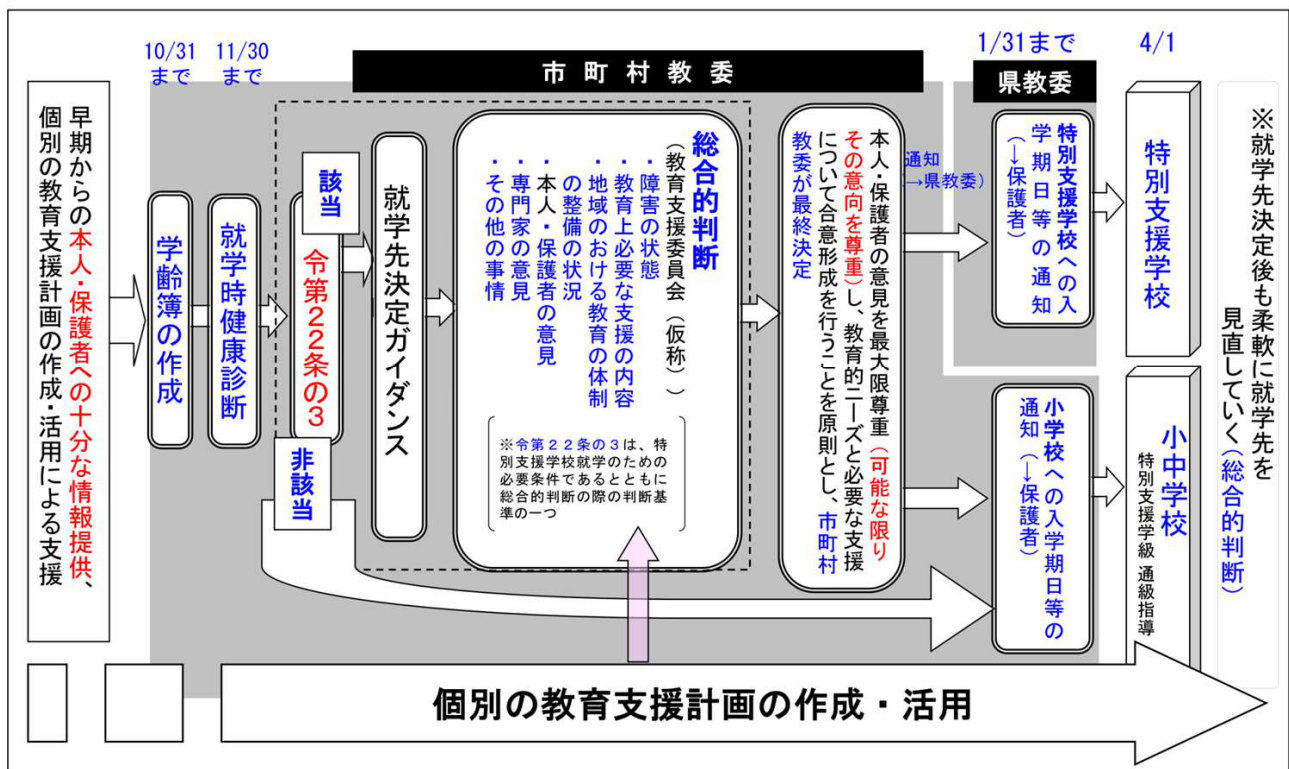 10/31
まで
11/30
まで
市町村教委
1/31まで
県教委
4/1
早期からの本人・保護者への十分な情報提供、
個別の教育支援計画の作成・活用による支援
学齢簿の作成
就学時健康診断
該当
令第22条の3
非該当
就学先決定ガイダンス
総合的判断
(教育支援委員会(仮称))
・障害の状態
・教育上必要な支援の内容
・地域のおける教育の体制
の整備の状況
・本人・保護者の意見
・専門家の意見
・その他の事情
※令第22条の3は、特
別支援学校就学のための
必要条件であるとともに
総合的判断の際の判断基
準の一つ
本人・保護者の意見を最大限尊重(可能な限り
その意向を尊重)し、教育的ニーズと必要な支援
について合意形成を行うことを原則とし、市町村
教委が最終決定
通知
(→県教委)
特別支援学校への入
学期日等の通知
(→保護者)
小学校への入学期日等の
通知(→保護者)
特別支援学校
小中学校
特別支援学級 通級指導
※就学先決定後も柔軟に就学先を
見直していく(総合的判断)
個別の教育支援計画の作成・活用